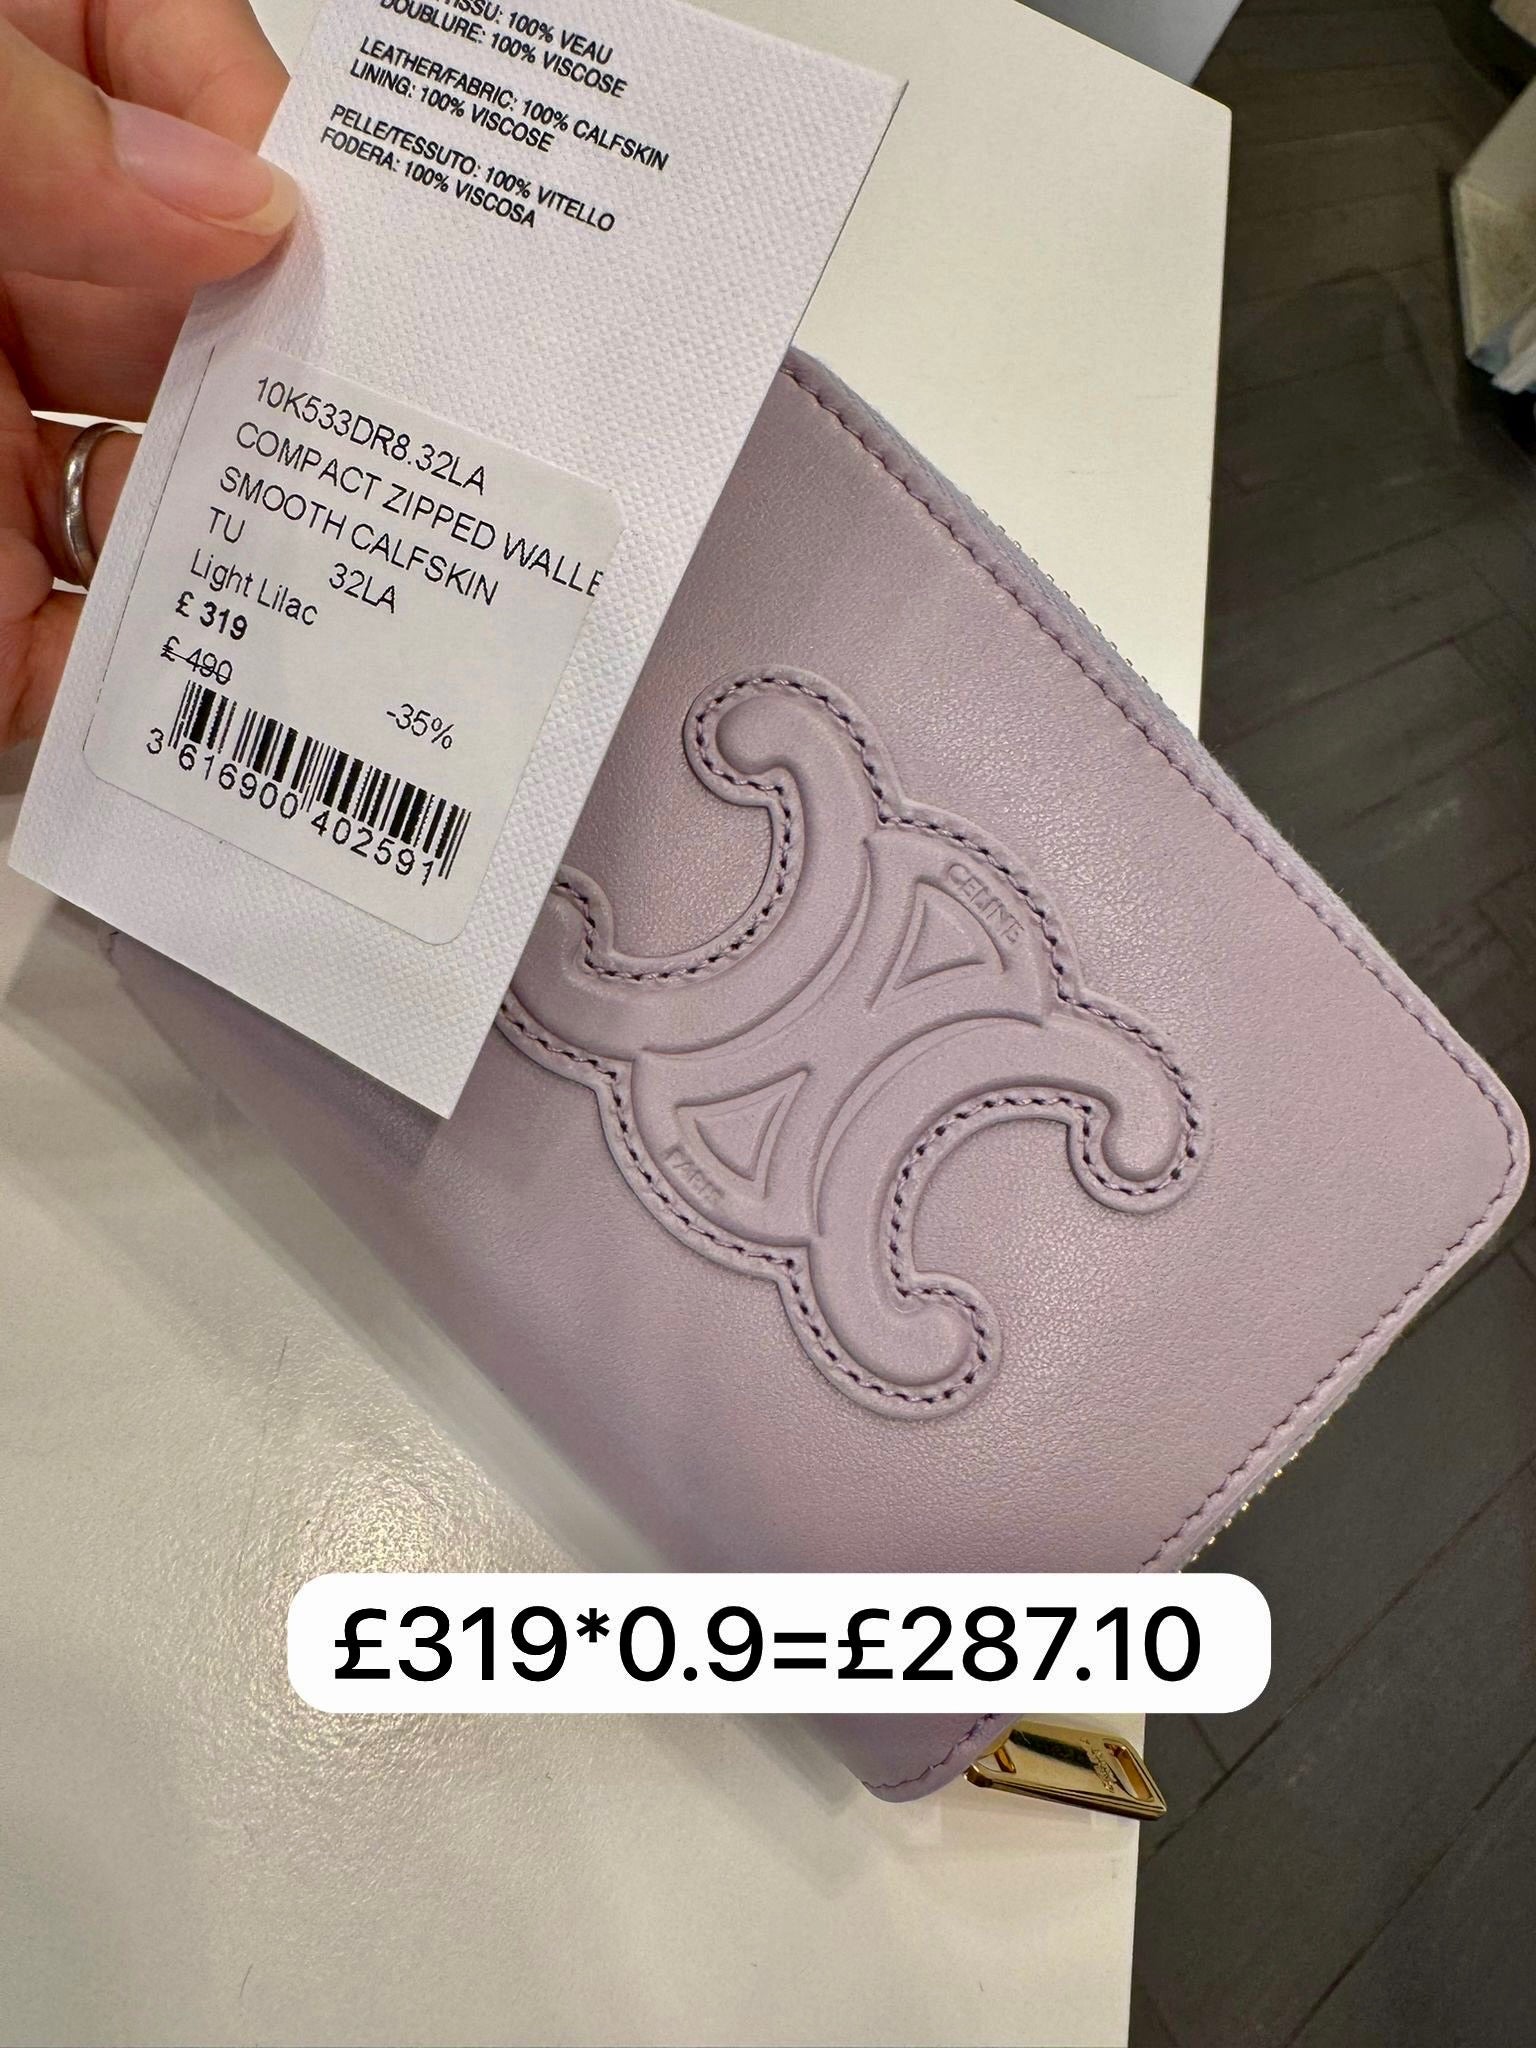 TISSU: 100% VEAU
DOUBLURE: 100% VISCOSE
LEATHER/FABRIC: 100% CALFSKIN
LINING: 100% VISCOSE
PELLE/TESSUTO: 100% VITELLO
FODERA: 100% VISCOSA
10K533DR8.32LA
COMPACT ZIPPED WALLE
SMOOTH CALFSKIN
TU 32LA
Light Lilac
£ 319
£ 490
-35%
3 616900 402591
CELINE
PARIS
£319*0.9=£287.10